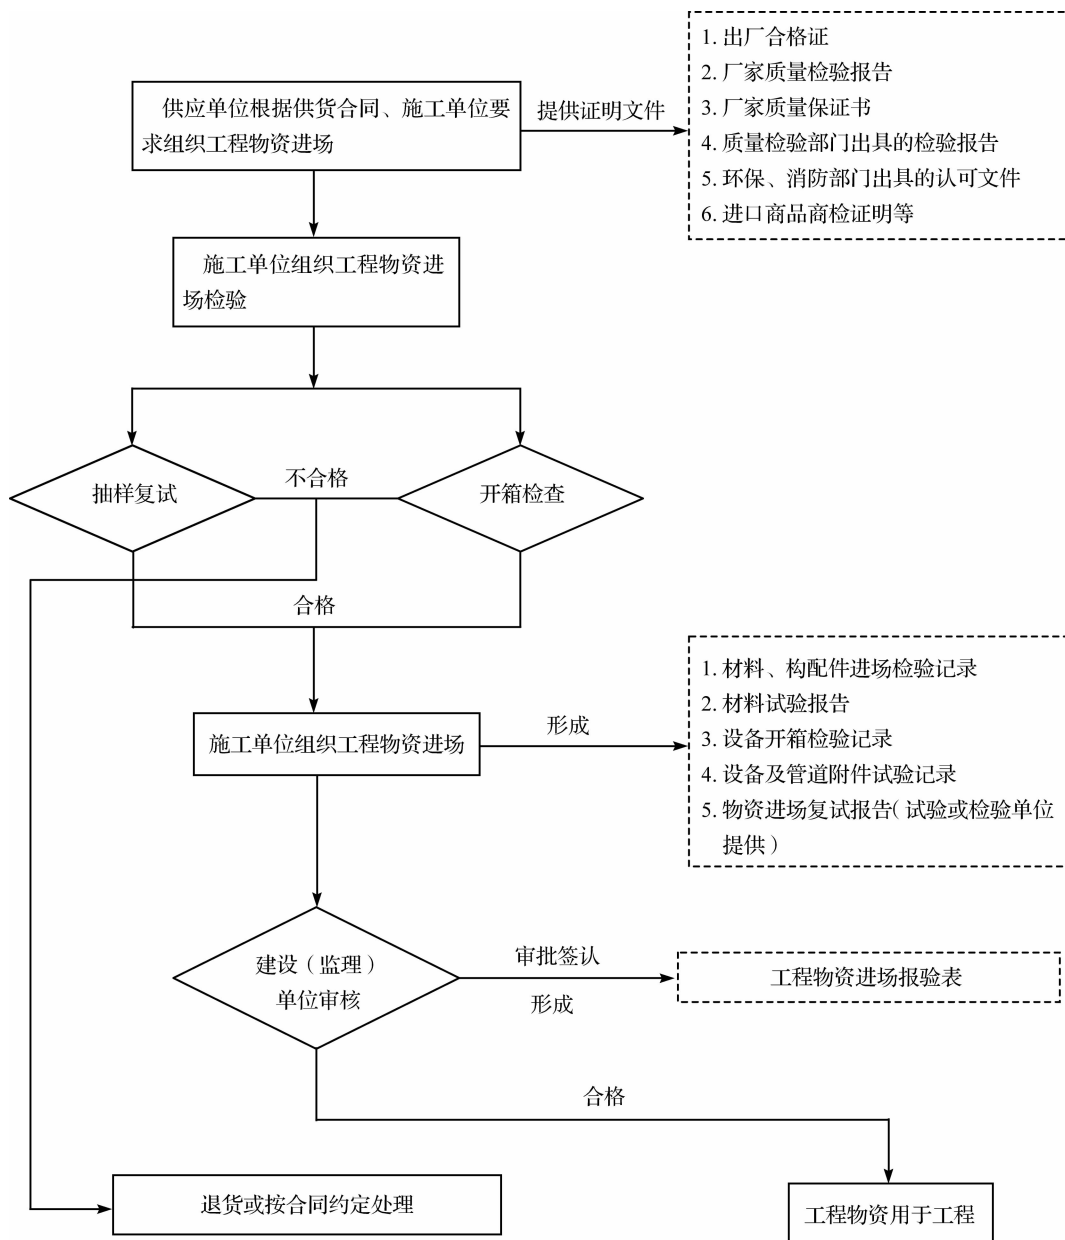 供应单位根据供货合同、施工单位要
求组织工程物资进场
提供证明文件
1. 出厂合格证
2. 厂家质量检验报告
3. 厂家质量保证书
4. 质量检验部门出具的检验报告
5. 环保、消防部门出具的认可文件
6. 进口商品商检证明等
施工单位组织工程物资进
场检验
抽样复试
不合格
开箱检查
合格
施工单位组织工程物资进场
形成
1. 材料、构配件进场检验记录
2. 材料试验报告
3. 设备开箱检验记录
4. 设备及管道附件试验记录
5. 物资进场复试报告(试验或检验单位
提供)
建设(监理)
单位审核
审批签认
形成
工程物资进场报验表
合格
退货或按合同约定处理
工程物资用于工程